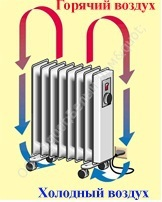 Горячий воздух
Холодный воздух